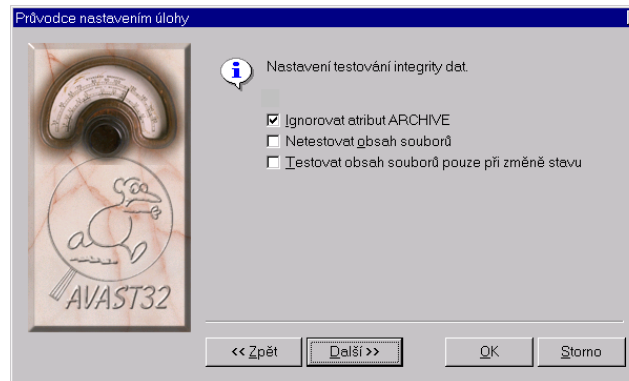 Průvodce nastavením úlohy
Nastavení testování integrity dat.
Ignorovat atribut ARCHIVE
Netestovat obsah souborů
Testovat obsah souborů pouze při změně stavu
AVAST32
<< Zpět
Další >>
OK
Storno